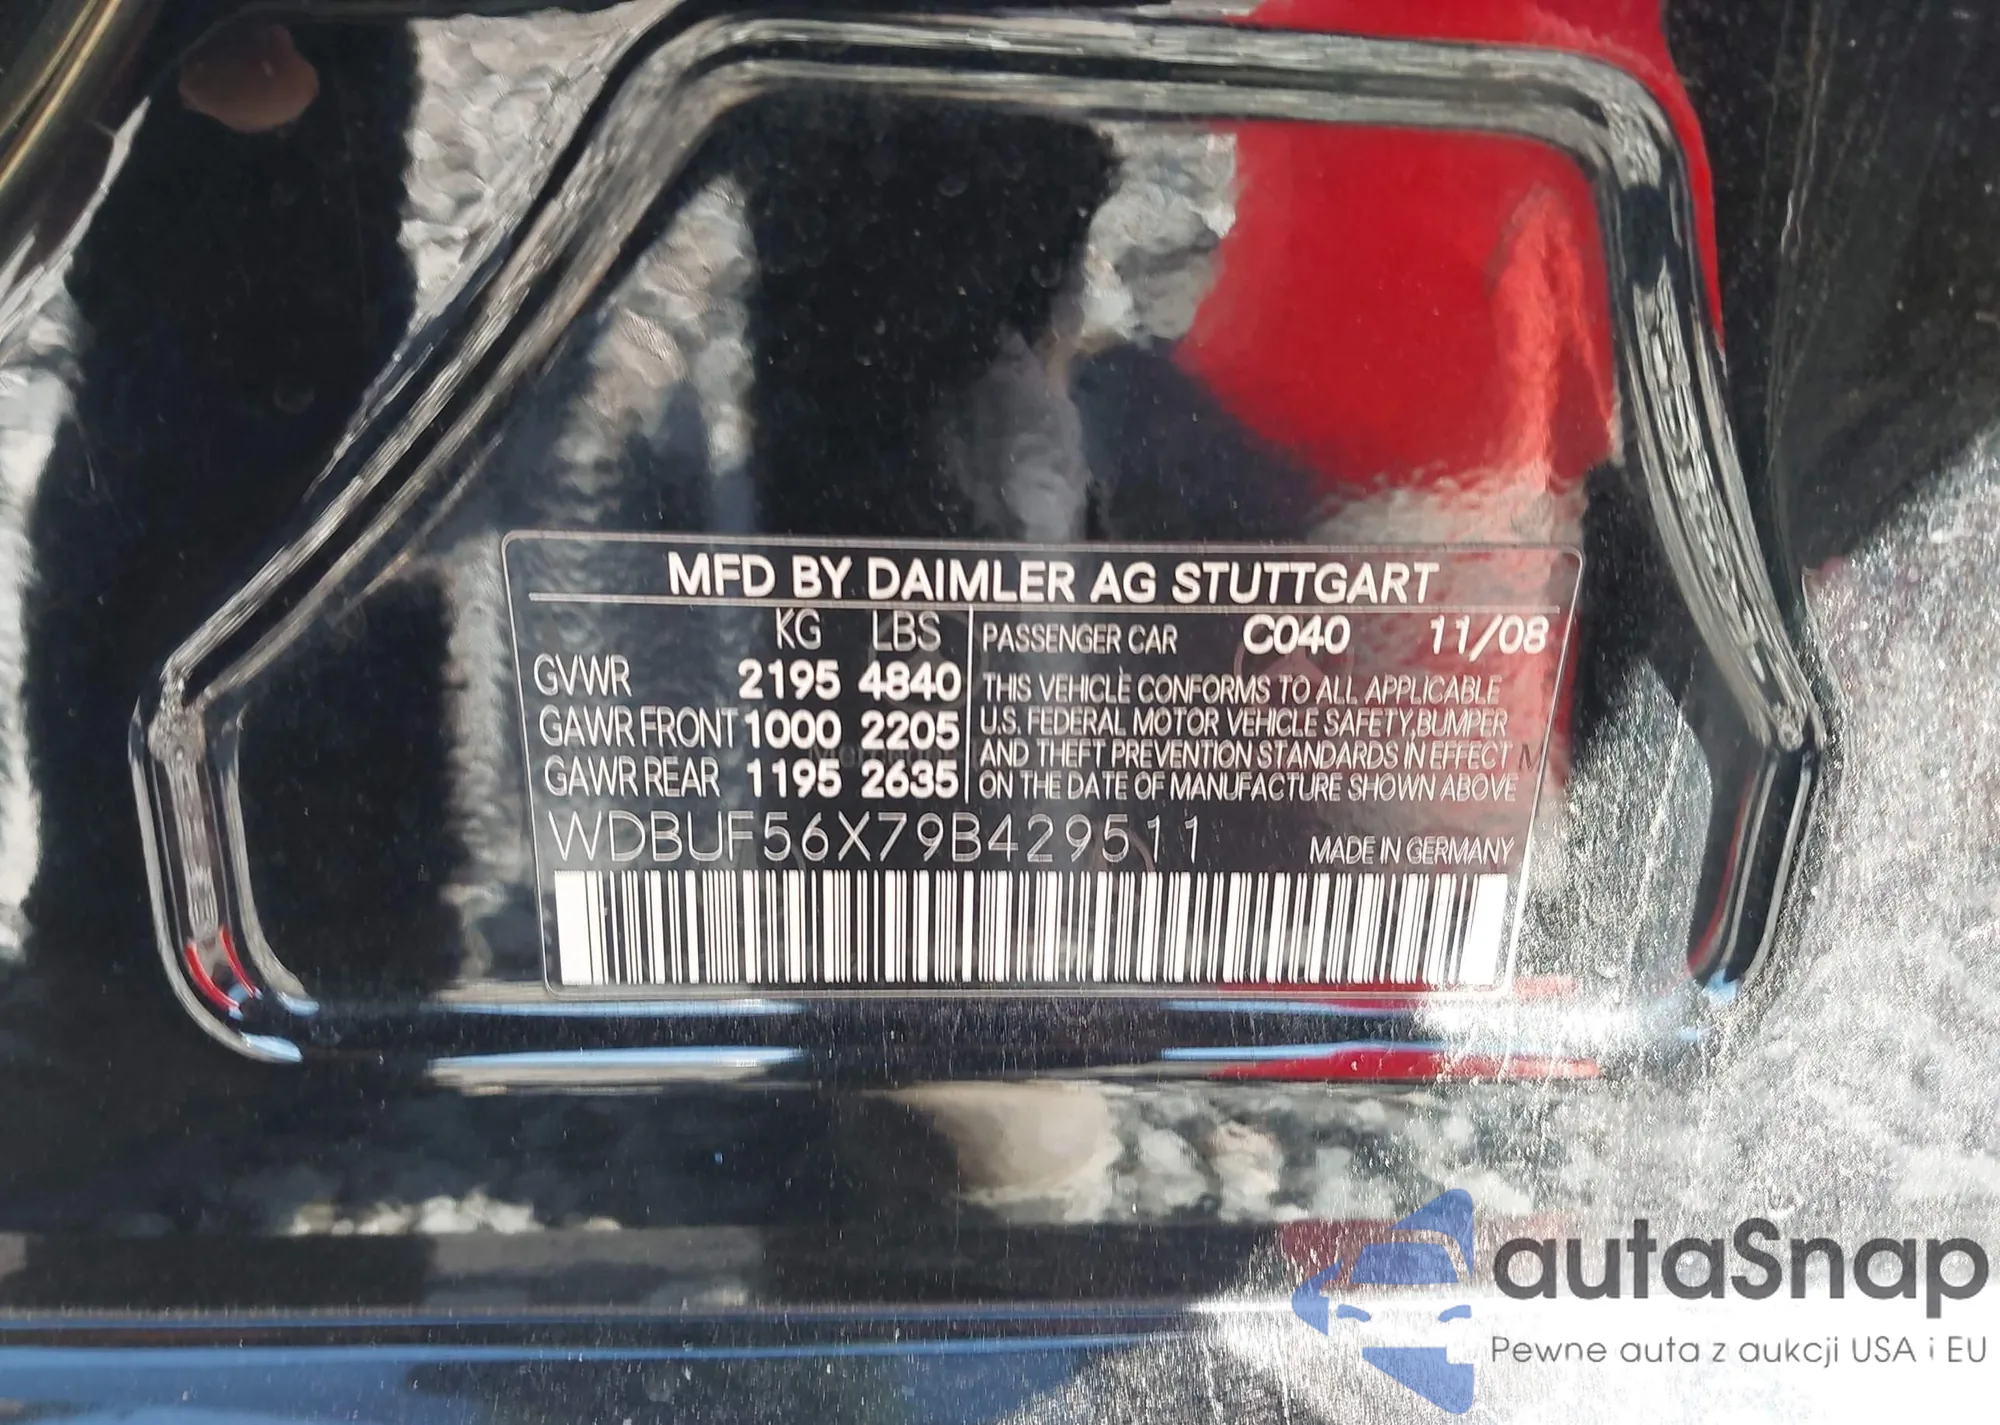 MFD BY DAIMLER AG STUTTGART
KG LBS
GVWR 2195 4840
GAWR FRONT 1000 2205
GAWR REAR 1195 2635
PASSENGER CAR C040 11/08
THIS VEHICLE CONFORMS TO ALL APPLICABLE
U.S. FEDERAL MOTOR VEHICLE SAFETY,BUMPER
AND THEFT PREVENTION STANDARDS IN EFFECT
ON THE DATE OF MANUFACTURE SHOWN ABOVE
WDBUF56X79B429511
MADE IN GERMANY
autaSnap
Pewne auta z aukcji USA i EU